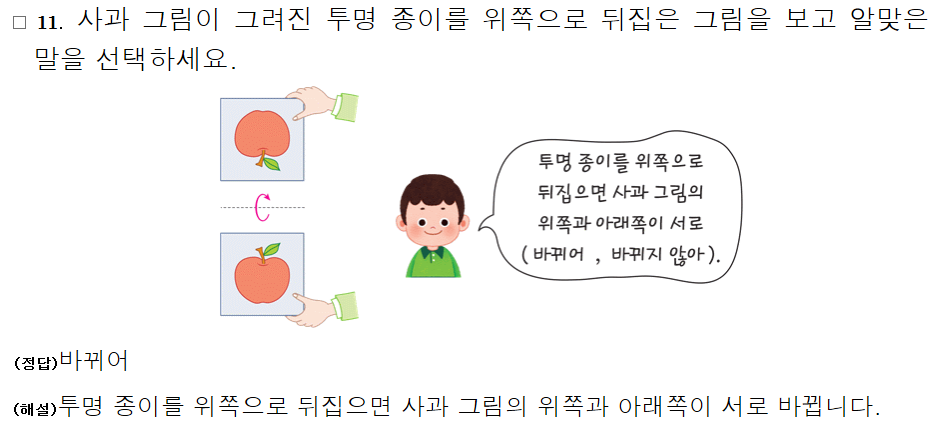 □ 11. 사과 그림이 그려진 투명 종이를 위쪽으로 뒤집은 그림을 보고 알맞은
말을 선택하세요.
투명 종이를 위쪽으로
뒤집으면 사과 그림의
위쪽과 아래쪽이 서로
( 바뀌어 , 바뀌지 않아 ).
(정답)바뀌어
(해설)투명 종이를 위쪽으로 뒤집으면 사과 그림의 위쪽과 아래쪽이 서로 바뀝니다.